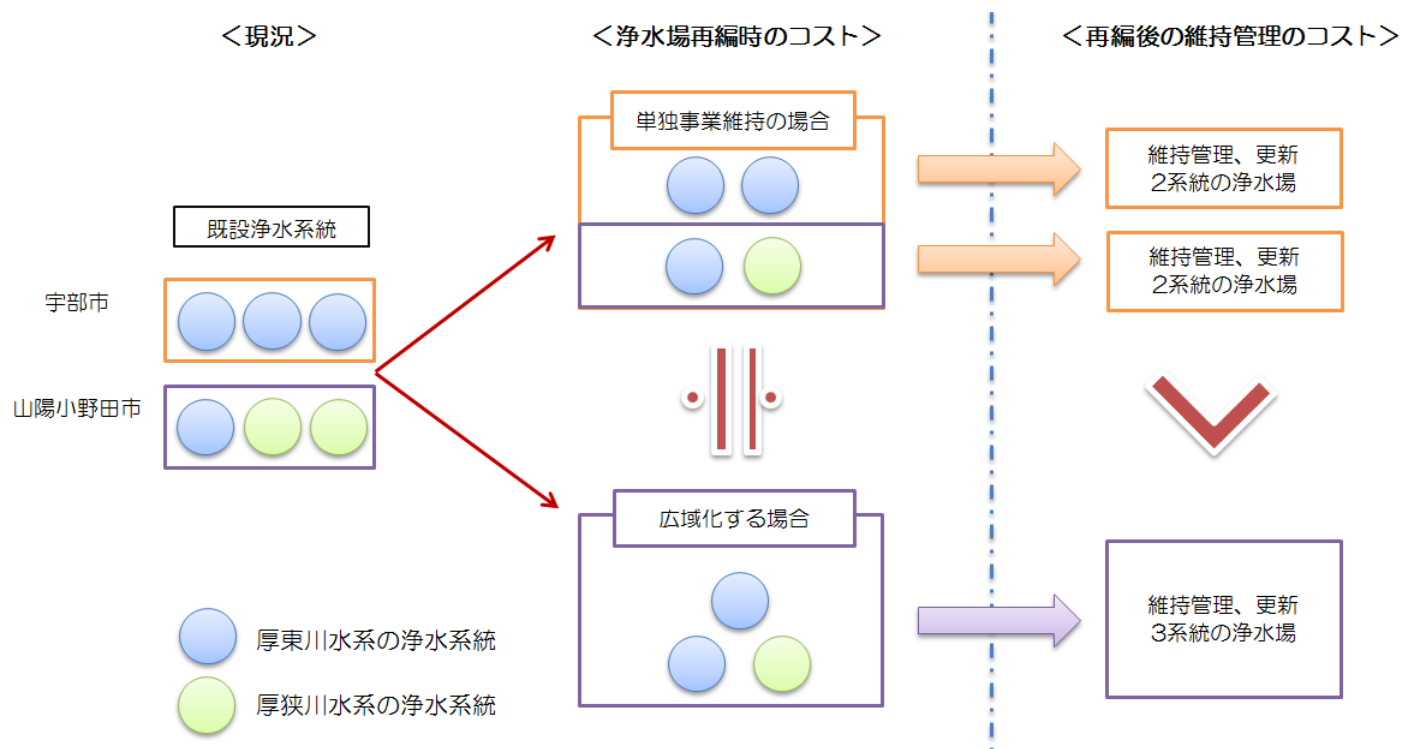 ＜現況＞
＜浄水場再編時のコスト＞
＜再編後の維持管理のコスト＞
既設浄水系統
宇部市
山陽小野田市
単独事業維持の場合
維持管理、更新
2系統の浄水場
維持管理、更新
2系統の浄水場
広域化する場合
維持管理、更新
3系統の浄水場
厚東川水系の浄水系統
厚狭川水系の浄水系統